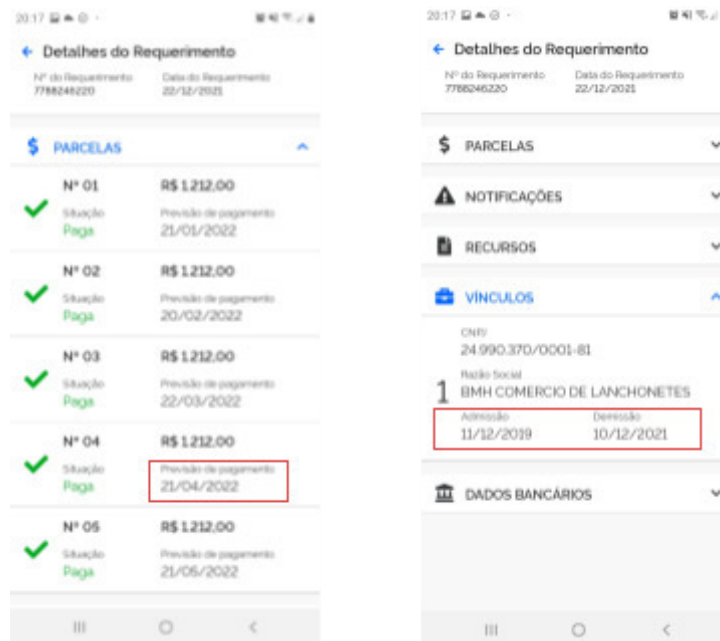 20:17
Detalhes do Requerimento
Nº do Requerimento Data do Requerimento
7788246220 22/12/2021
PARCELAS
Nº 01 R$ 1.212,00
Situação Previsão de pagamento
Paga 21/01/2022
Nº 02 R$ 1.212,00
Situação Previsão de pagamento
Paga 20/02/2022
Nº 03 R$ 1.212,00
Situação Previsão de pagamento
Paga 22/03/2022
Nº 04 R$ 1.212,00
Situação Previsão de pagamento
Paga 21/04/2022
Nº 05 R$ 1.212,00
Situação Previsão de pagamento
Paga 21/05/2022
20:17
Detalhes do Requerimento
Nº do Requerimento Data do Requerimento
7788246220 22/12/2021
PARCELAS
NOTIFICAÇÕES
RECURSOS
VÍNCULOS
CNPJ
24.990.370/0001-81
Razão Social
1 BMH COMERCIO DE LANCHONETES
Admissão Demissão
11/12/2019 10/12/2021
DADOS BANCÁRIOS